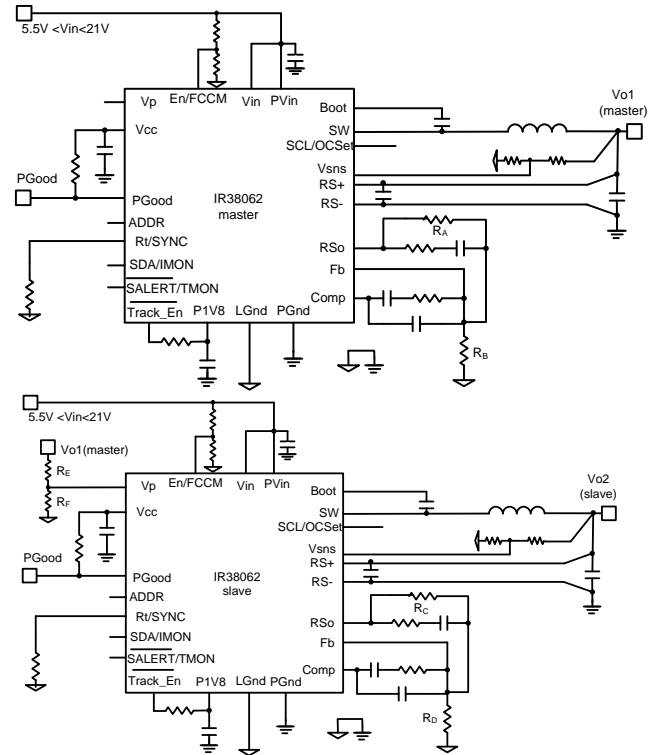 5.5V <Vin<21V
Vp
En/FCCM
Vin
PVin
Boot
Vcc
SW
SCL/OCSet
Vo1
(master)
Vsns
PGood
RS+
PGood
IR38062
master
RS-
ADDR
RA
Rt/SYNC
RSo
SDA/IMON
Fb
SALERT/TMON
Comp
Track_En
P1V8
LGnd
PGnd
RB
5.5V <Vin<21V
Vo1(master)
RE
Vp
En/FCCM
Vin
PVin
RF
Boot
Vcc
SW
SCL/OCSet
Vo2
(slave)
Vsns
PGood
RS+
PGood
IR38062
slave
RS-
ADDR
RC
Rt/SYNC
RSo
SDA/IMON
Fb
SALERT/TMON
Comp
Track_En
P1V8
LGnd
PGnd
RD